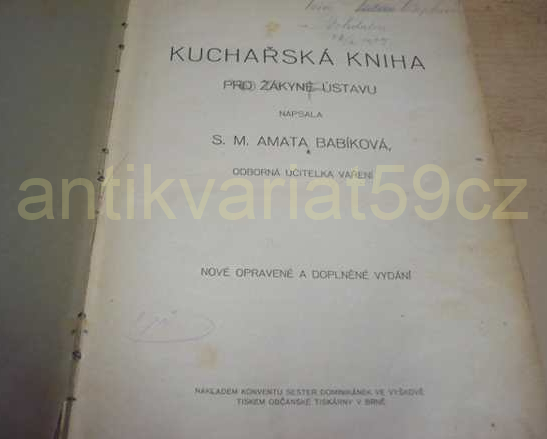 KUCHAŘSKÁ KNIHA
PRO ŽÁKYNĚ ÚSTAVU
NAPSALA
S. M. AMATA BABÍKOVÁ,
ODBORNÁ UČITELKA VAŘENÍ
antikvariat59cz
NOVÉ OPRAVENÉ A DOPLNĚNÉ VYDÁNÍ
NÁKLADEM KONVENTU SESTER DOMINIKÁNEK VE VYŠKOVĚ
TISKEM OBČANSKÉ TISKÁRNY V BRNĚ